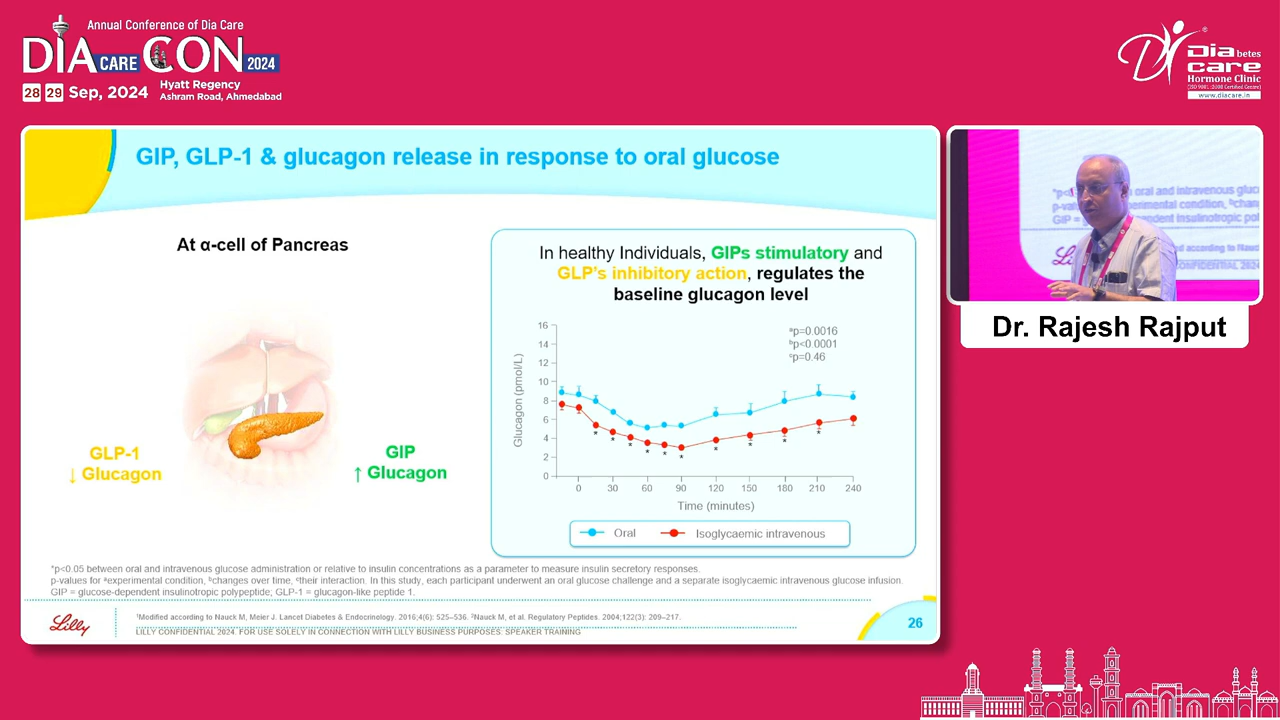 Annual Conference of Dia Care
DIA CARE CON 2024
28 29 Sep, 2024
Hyatt Regency
Ashram Road, Ahmedabad
Dia betes
care
Hormone Clinic
www.diacare.in
GIP, GLP-1 & glucagon release in response to oral glucose
At α-cell of Pancreas
GLP-1
↓ Glucagon
GIP
↑ Glucagon
In healthy Individuals, GIPs stimulatory and
GLP's inhibitory action, regulates the
baseline glucagon level
ᵃp=0.0016
ᵇp<0.0001
ᶜp=0.46
Glucagon (pmol/L)
16
14
12
10
8
6
4
2
0
0 30 60 90 120 150 180 210 240
Time (minutes)
Oral
Isoglycaemic intravenous
*p<0.05 between oral and intravenous glucose administration or relative to insulin concentrations as a parameter to measure insulin secretory responses.
p-values for ᵃexperimental condition, ᵇchanges over time, ᶜtheir interaction. In this study, each participant underwent an oral glucose challenge and a separate isoglycaemic intravenous glucose infusion.
GIP = glucose-dependent insulinotropic polypeptide; GLP-1 = glucagon-like peptide 1.
Lilly
¹Modified according to Nauck M, Meier J. Lancet Diabetes & Endocrinology. 2016;4(6): 525–536. ²Nauck M, et al. Regulatory Peptides. 2004;122(3): 209–217.
LILLY CONFIDENTIAL 2024. FOR USE SOLELY IN CONNECTION WITH LILLY BUSINESS PURPOSES. SPEAKER TRAINING
26
oral and intravenous gluco
Dr. Rajesh Rajput